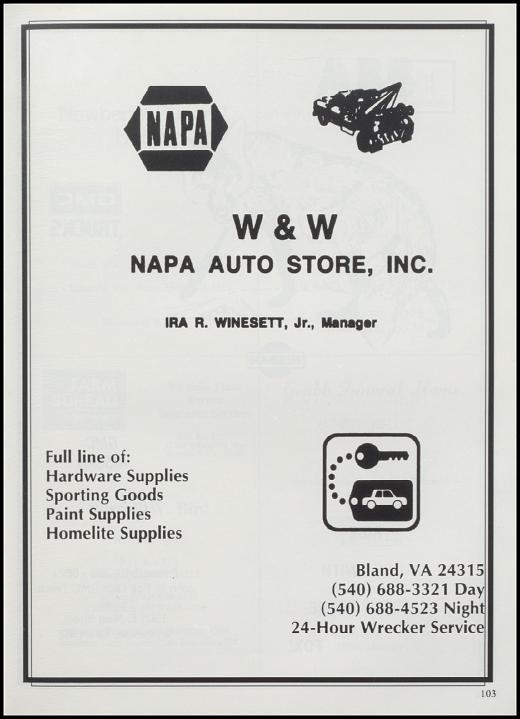 NAPA
W & W
NAPA AUTO STORE, INC.
IRA R. WINESETT, Jr., Manager
Full line of:
Hardware Supplies
Sporting Goods
Paint Supplies
Homelite Supplies
Bland, VA 24315
(540) 688-3321 Day
(540) 688-4523 Night
24-Hour Wrecker Service
103